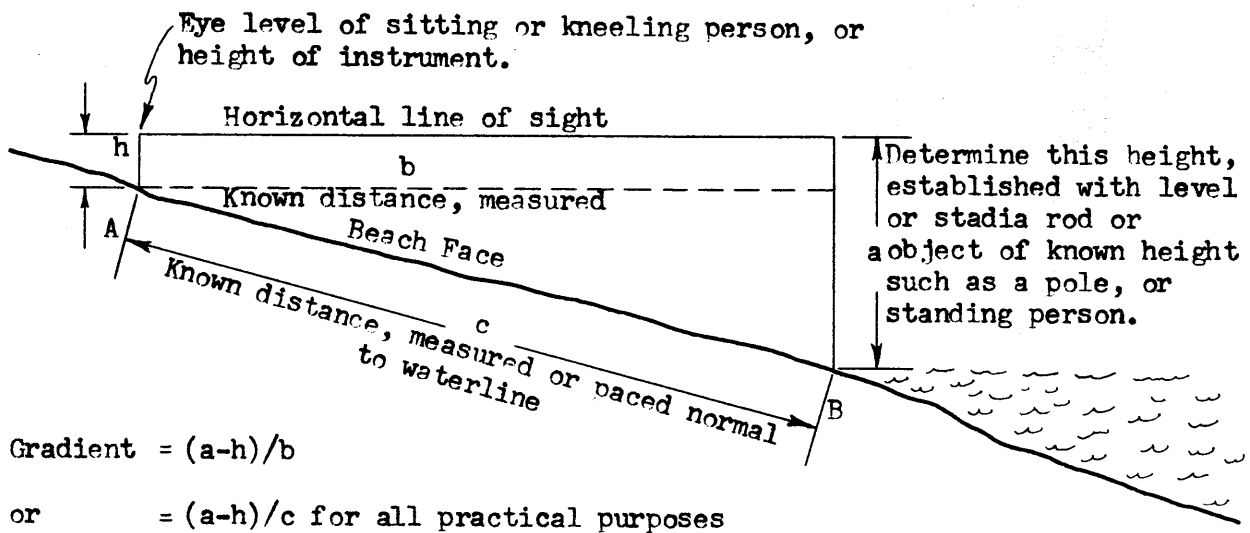 Eye level of sitting or kneeling person, or
height of instrument.
Horizontal line of sight
h
b
Known distance, measured
A
Beach Face
Known distance, measured or paced normal
to waterline
c
B
a
Determine this height,
established with level
or stadia rod or
object of known height
such as a pole, or
standing person.
Gradient = (a-h)/b
or = (a-h)/c for all practical purposes